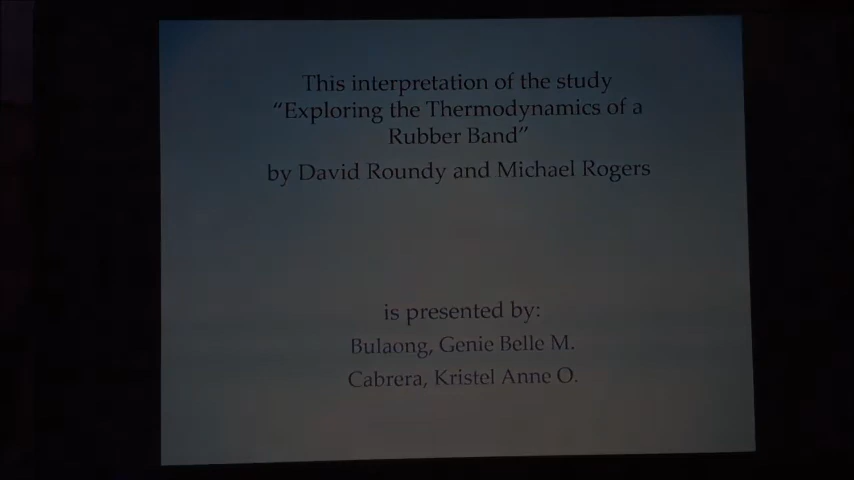 This interpretation of the study
“Exploring the Thermodynamics of a
Rubber Band”
by David Roundy and Michael Rogers
is presented by:
Bulaong, Genie Belle M.
Cabrera, Kristel Anne O.